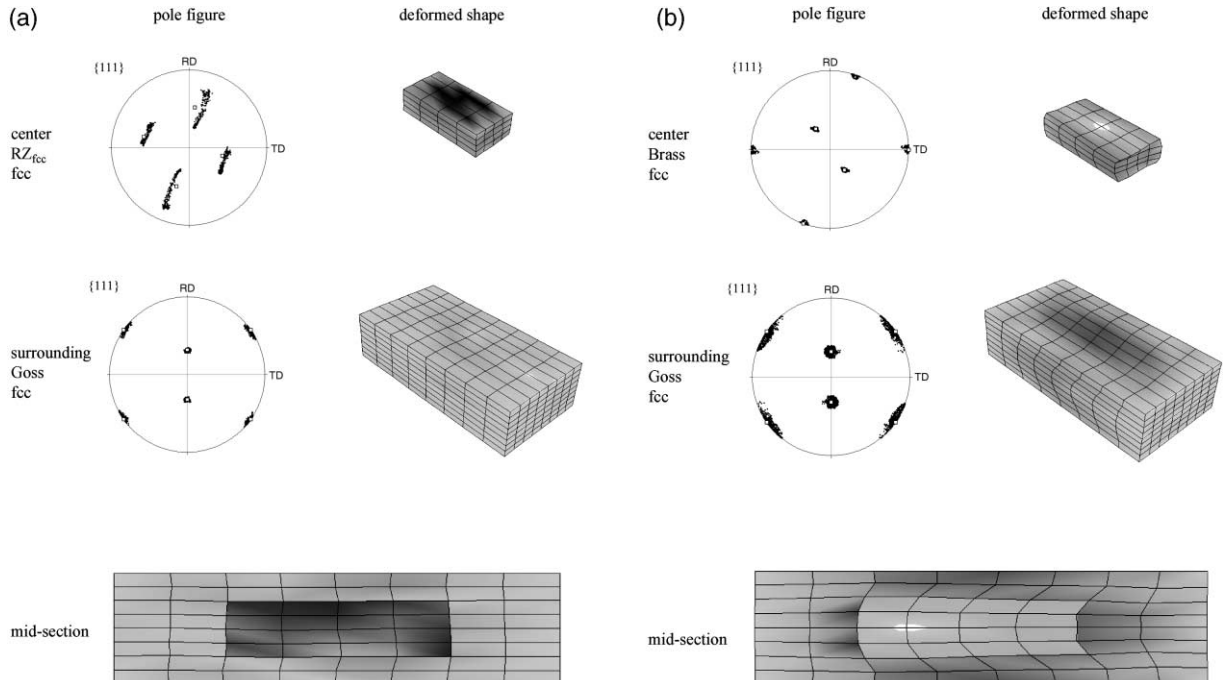 (a)
pole figure
deformed shape
{111}
RD
TD
center
RZfcc
fcc
{111}
RD
TD
surrounding
Goss
fcc
mid-section
(b)
pole figure
deformed shape
{111}
RD
TD
center
Brass
fcc
{111}
RD
TD
surrounding
Goss
fcc
mid-section